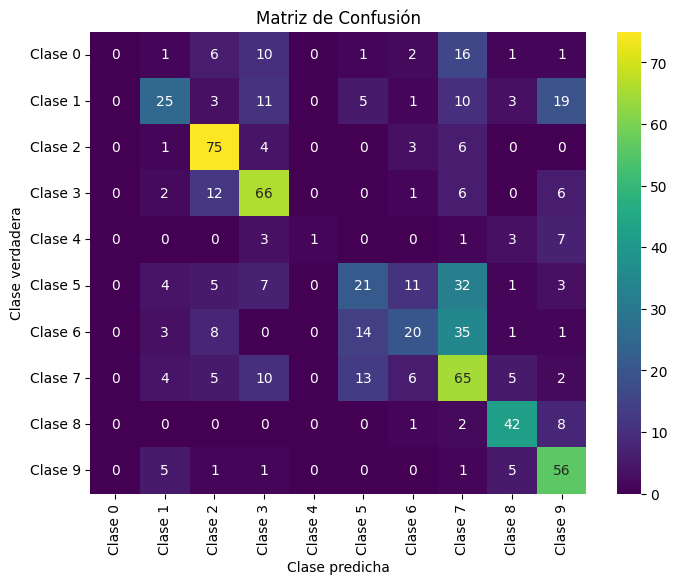 Matriz de Confusión
Clase verdadera
Clase 0 0 1 6 10 0 1 2 16 1 1
Clase 1 0 25 3 11 0 5 1 10 3 19
Clase 2 0 1 75 4 0 0 3 6 0 0
Clase 3 0 2 12 66 0 0 1 6 0 6
Clase 4 0 0 0 3 1 0 0 1 3 7
Clase 5 0 4 5 7 0 21 11 32 1 3
Clase 6 0 3 8 0 0 14 20 35 1 1
Clase 7 0 4 5 10 0 13 6 65 5 2
Clase 8 0 0 0 0 0 0 1 2 42 8
Clase 9 0 5 1 1 0 0 0 1 5 56
Clase 0 Clase 1 Clase 2 Clase 3 Clase 4 Clase 5 Clase 6 Clase 7 Clase 8 Clase 9
Clase predicha
70
60
50
40
30
20
10
0